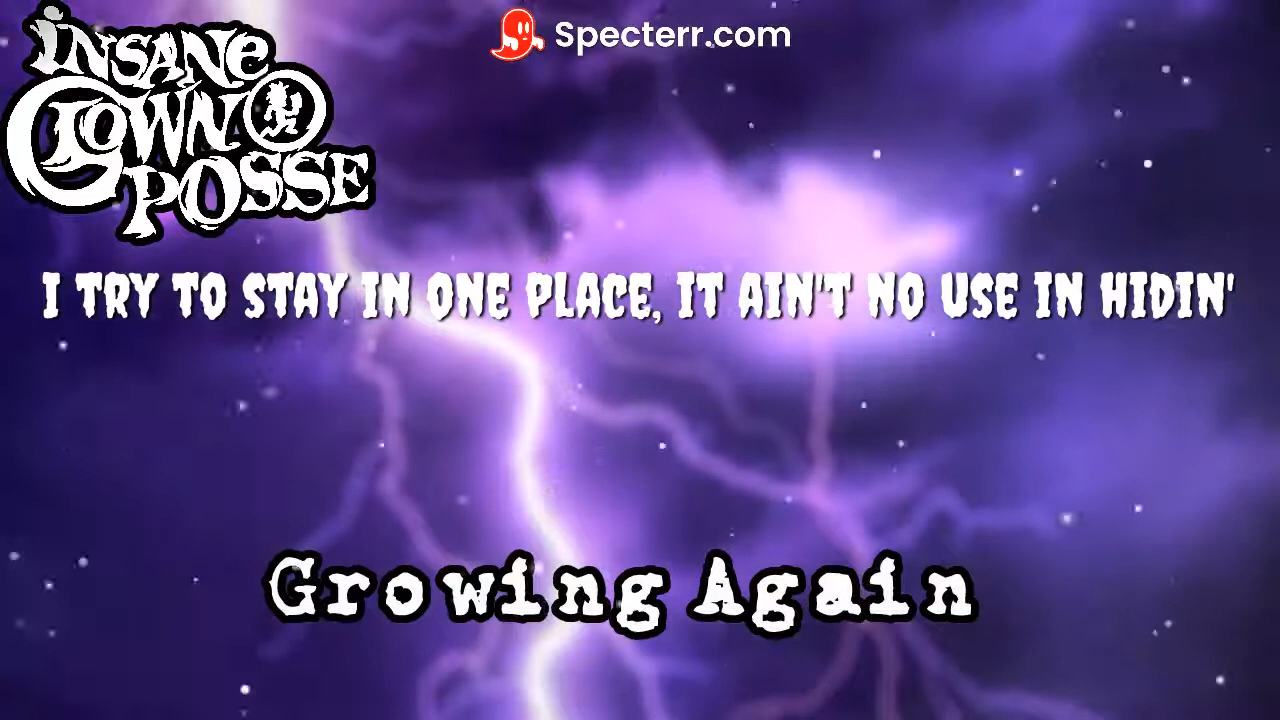 iNSANe
CLOWN
POSSE
Specterr.com
I TRY TO STAY IN ONE PLACE, IT AIN'T NO USE IN HIDIN'
Growing Again